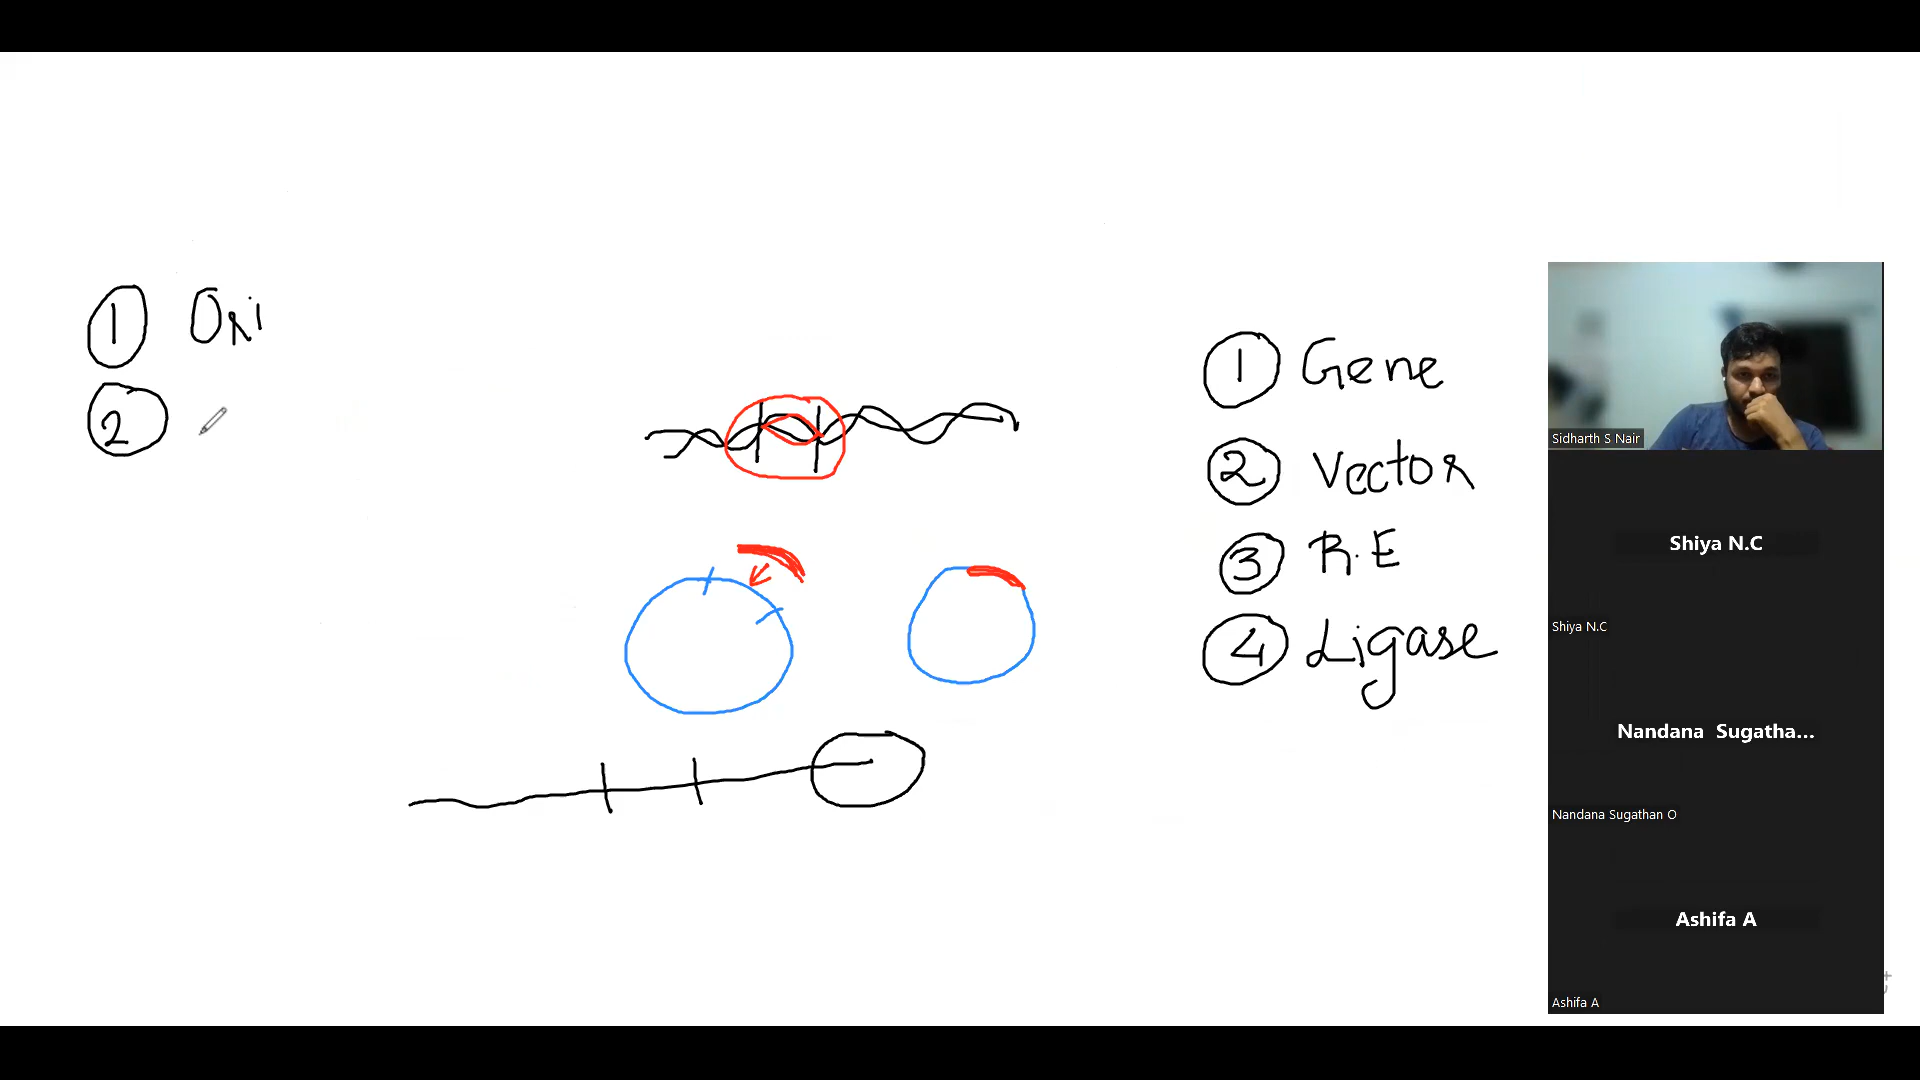 ① Ori
②
① Gene
② Vector
③ R.E
④ Ligase
Sidharth S Nair
Shiya N.C
Shiya N.C
Nandana Sugatha...
Nandana Sugathan O
Ashifa A
Ashifa A